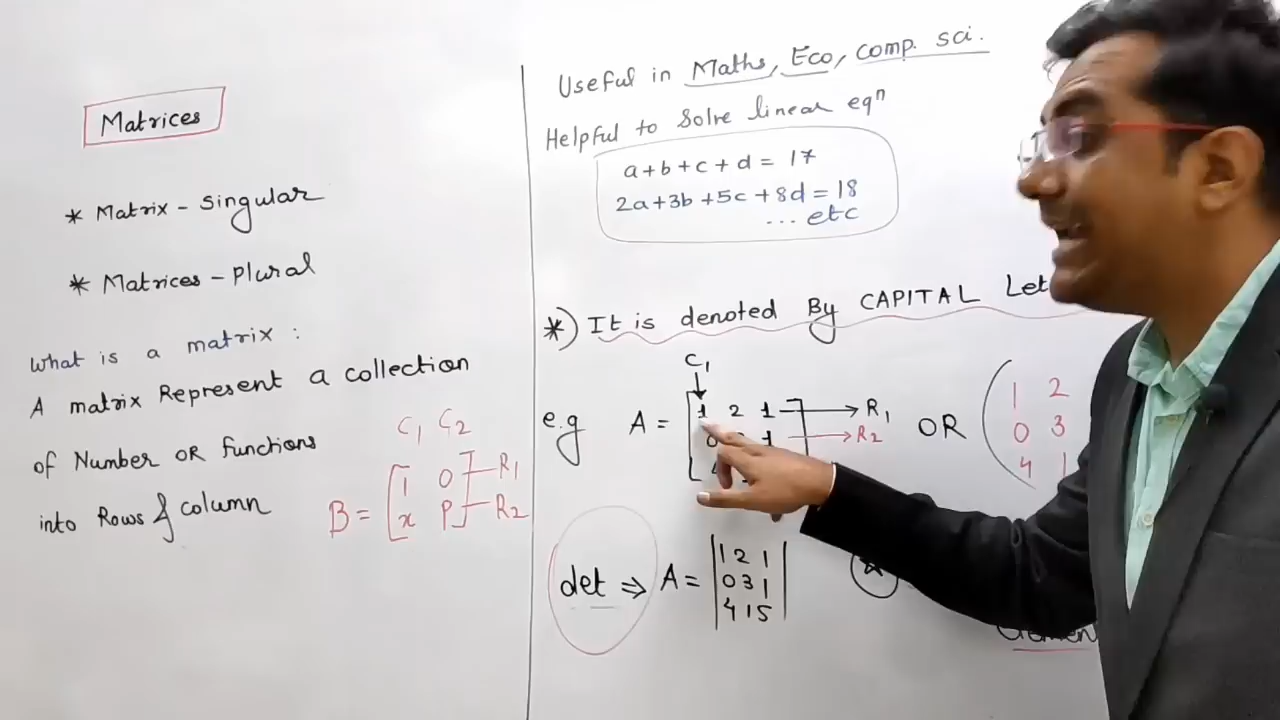 Matrices
* Matrix - Singular
* Matrices - Plural
What is a matrix :
A matrix Represent a collection
of Number OR functions
into Rows & column
C1 C2
B = [1 0] R1
[x P] R2
Useful in Maths, Eco, comp. sci.
Helpful to Solve linear eqn
a + b + c + d = 17
2a + 3b + 5c + 8d = 18
... etc
*) It is denoted By CAPITAL Let
C1
e.g A = [1 2 1] → R1 OR (1 2
0 1 → R2 0 3
4 1
det ⇒ A = |1 2 1|
|0 3 1|
|4 1 5|